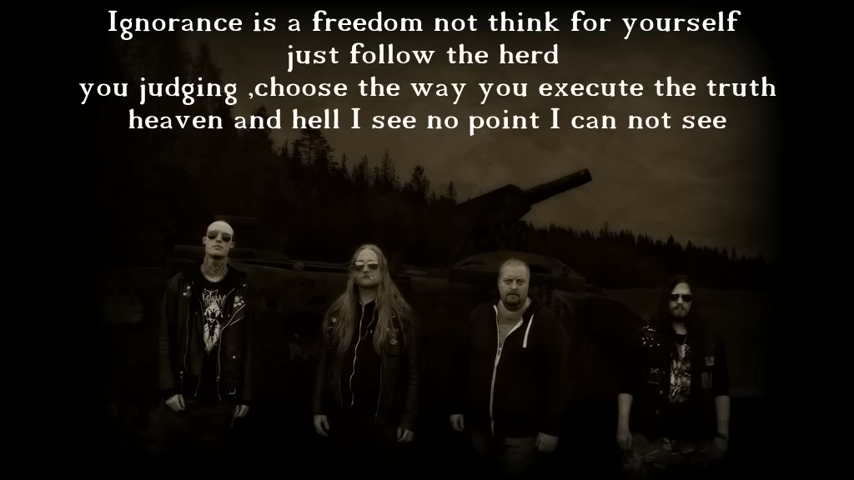 Ignorance is a freedom not think for yourself
just follow the herd
you judging ,choose the way you execute the truth
heaven and hell I see no point I can not see